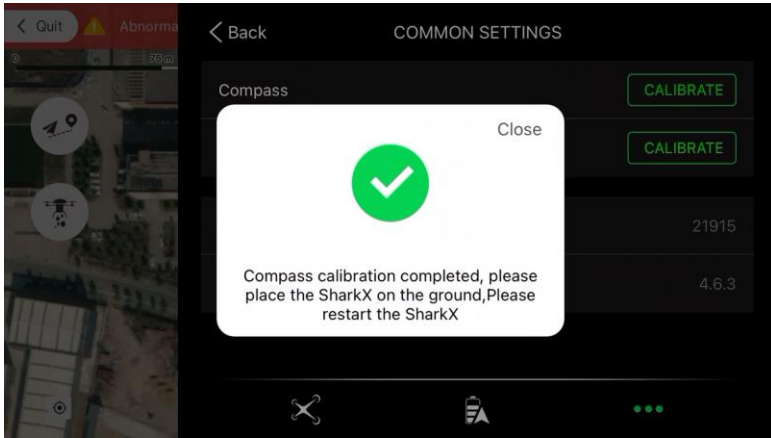 Quit
Abnorma
Back
COMMON SETTINGS
0
75 m
Compass
CALIBRATE
Close
CALIBRATE
21915
Compass calibration completed, please
place the SharkX on the ground,Please
restart the SharkX
4.6.3